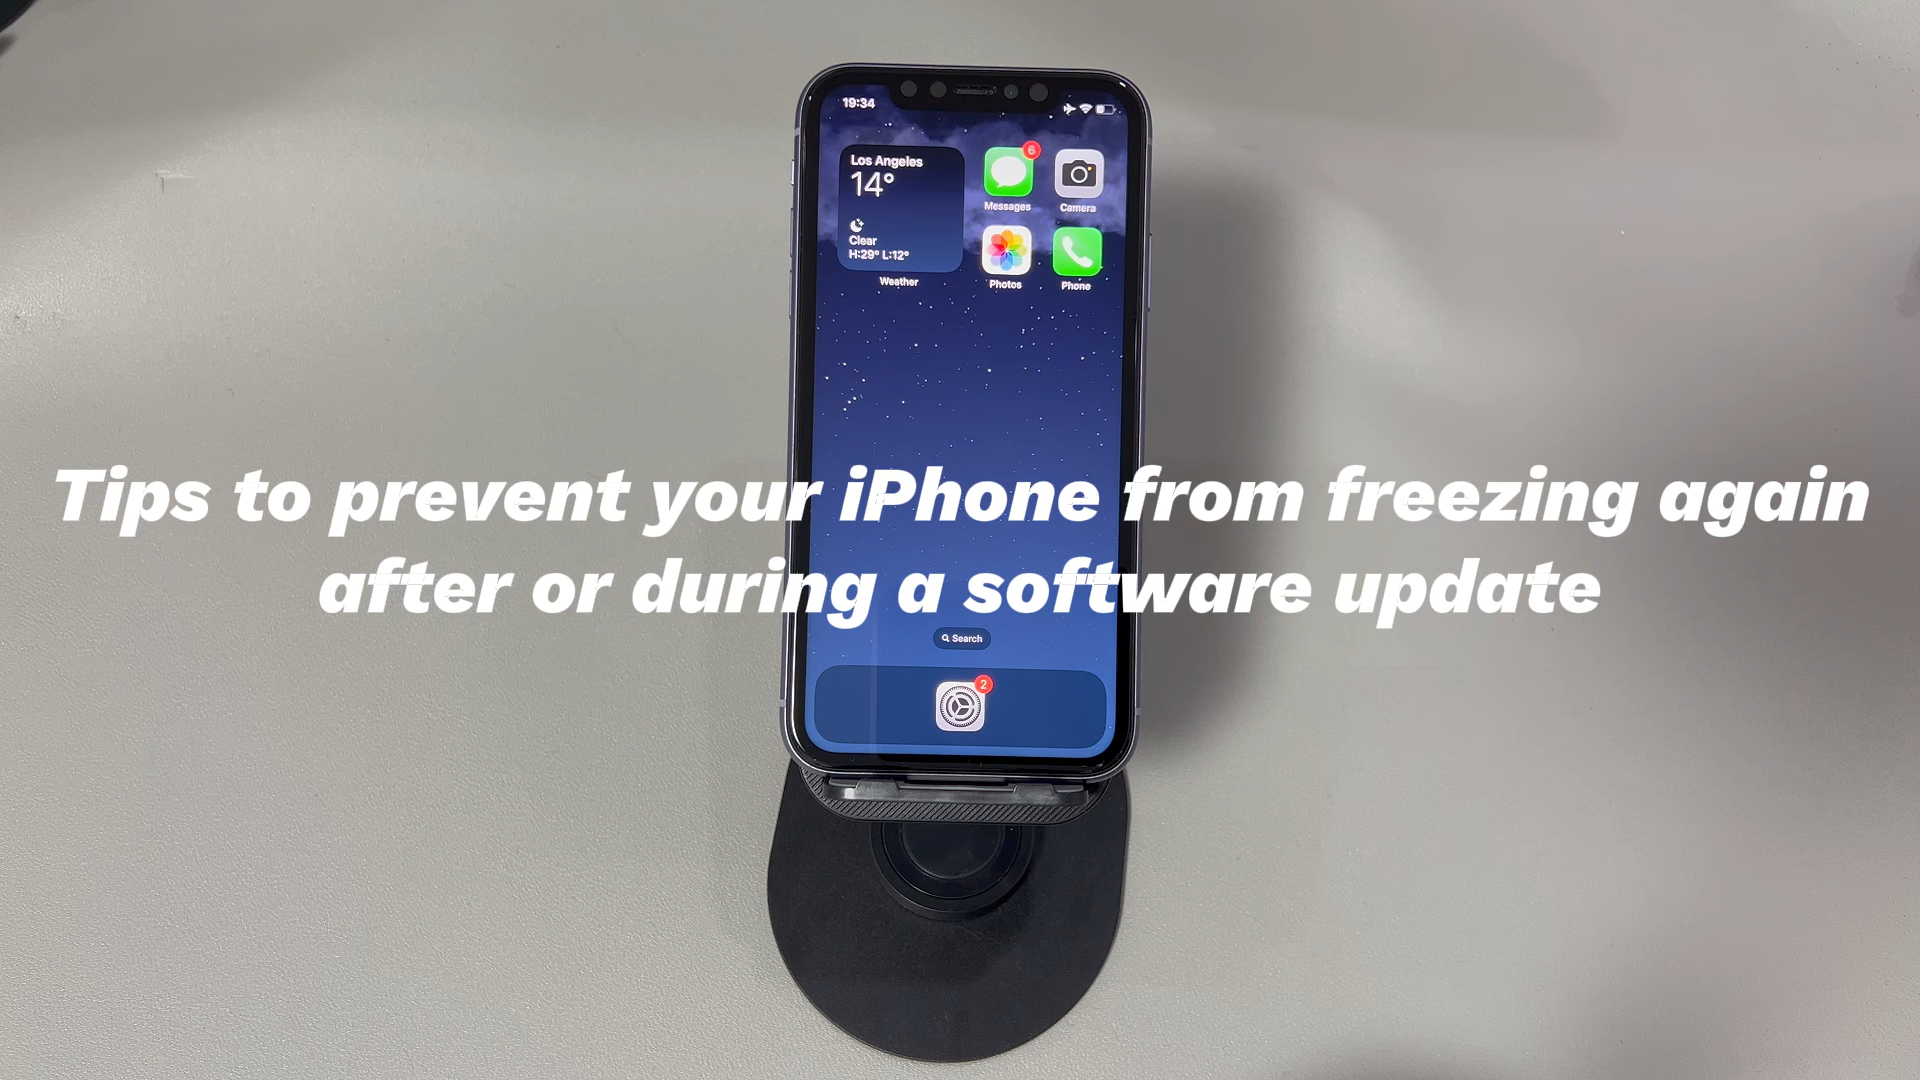 19:34
Los Angeles
14°
Clear
H:29° L:12°
Weather
6
Messages
Camera
Photos
Phone
Tips to prevent your iPhone from freezing again
after or during a software update
Search
2